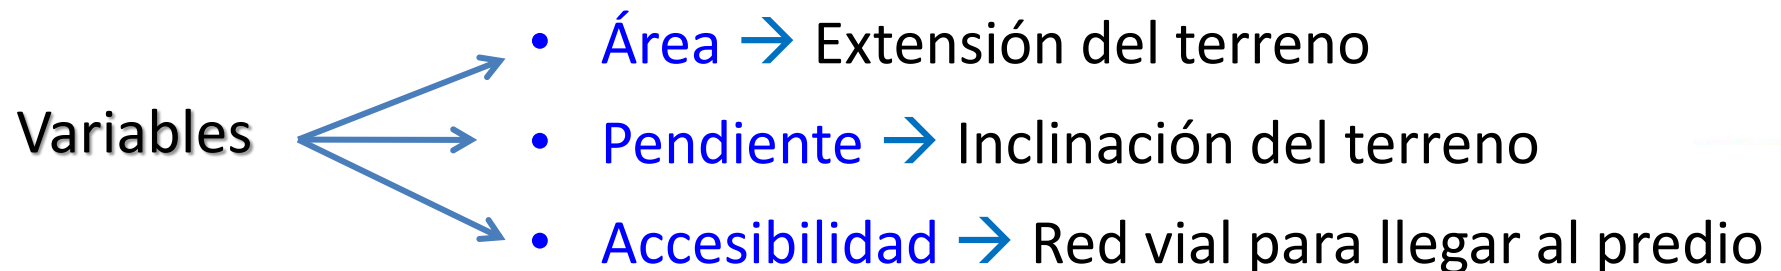 • Área → Extensión del terreno
Variables
• Pendiente → Inclinación del terreno
• Accesibilidad → Red vial para llegar al predio